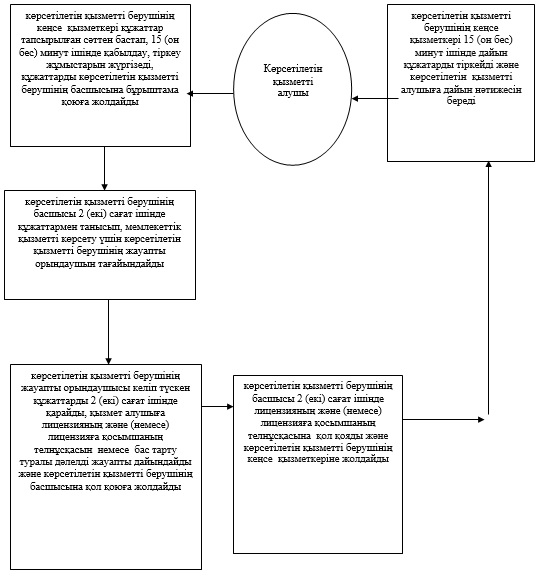 көрсетілетін қызметті берушінің
кеңсе қызметкері құжаттар
тапсырылған сәттен бастап, 15 (он
бес) минут ішінде қабылдау, тіркеу
жұмыстарын жүргізеді,
құжаттарды көрсетілетін қызметті
берушінің басшысына бұрыштама
қоюға жолдайды
Көрсетілетін
қызметті
алушы
көрсетілетін қызметті
берушінің кеңсе
қызметкері 15 (он бес)
минут ішінде дайын
құжатарды тіркейді және
көрсетілетін қызметті
алушыға дайын нәтижесін
береді
көрсетілетін қызметті берушінің
басшысы 2 (екі) сағат ішінде
құжаттармен танысып, мемлекеттік
қызметті көрсету үшін көрсетілетін
қызметті берушінің жауапты
орындаушын тағайындайды
көрсетілетін қызметті берушінің
жауапты орындаушысы келіп түскен
құжаттарды 2 (екі) сағат ішінде
қарайды, қызмет алушыға
лицензияның және (немесе)
лицензияға қосымшаның
телнұсқасын немесе бас тарту
туралы дәлелді жауапты дайындайды
және көрсетілетін қызметті берушінің
басшысына қол қоюға жолдайды
көрсетілетін қызметті берушінің
басшысы 2 (екі) сағат ішінде
лицензияның және (немесе)
лицензияға қосымшаның
телнұсқасына қол қояды және
көрсетілетін қызметті берушінің
кеңсе қызметкеріне жолдайды